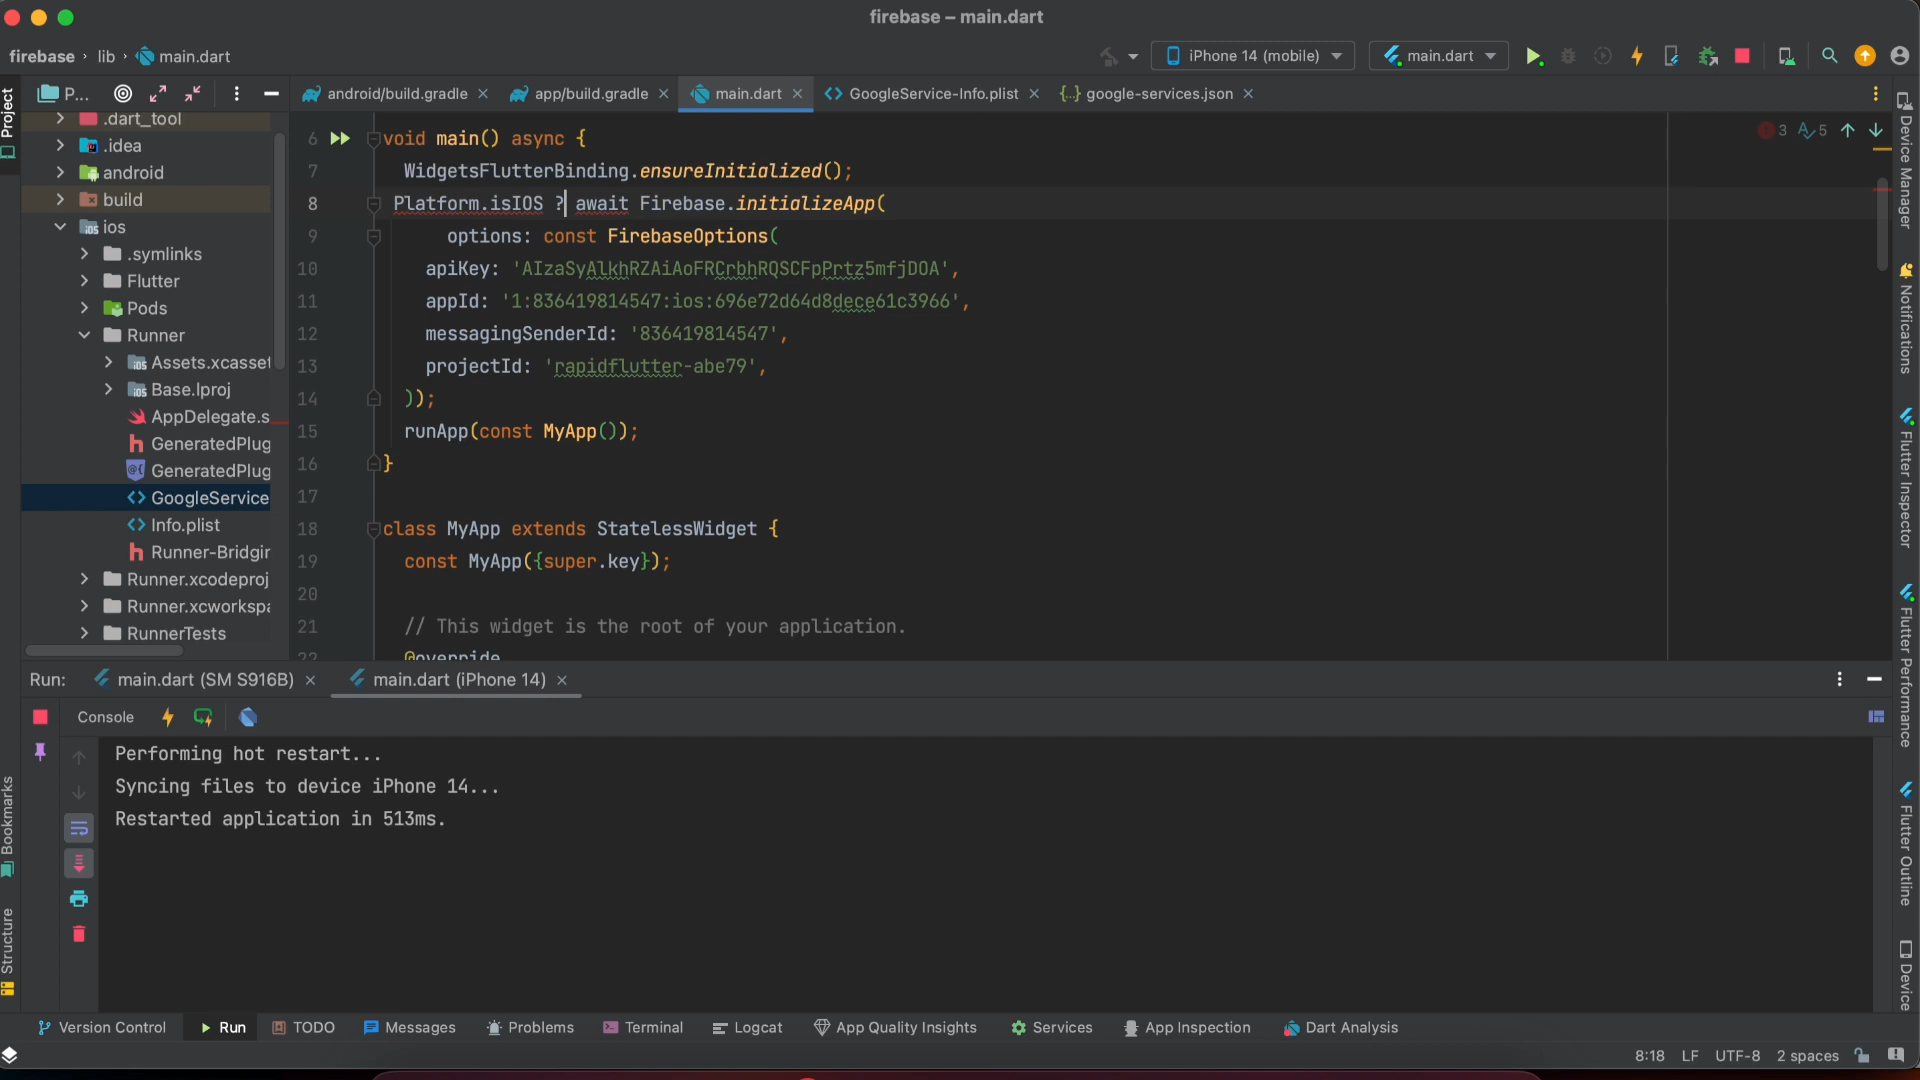 firebase – main.dart
firebase › lib › main.dart
iPhone 14 (mobile)
main.dart
Project
P...
android/build.gradle
app/build.gradle
main.dart
GoogleService-Info.plist
google-services.json
.dart_tool
.idea
android
build
ios
.symlinks
Flutter
Pods
Runner
Assets.xcasset
Base.lproj
AppDelegate.s
GeneratedPlug
GeneratedPlug
GoogleService
Info.plist
Runner-Bridgin
Runner.xcodeproj
Runner.xcworkspa
RunnerTests
3 5
6 void main() async {
7 WidgetsFlutterBinding.ensureInitialized();
8 Platform.isIOS ? await Firebase.initializeApp(
9 options: const FirebaseOptions(
10 apiKey: 'AIzaSyAlkhRZAiAoFRCrbhRQSCFpPrtz5mfjDOA',
11 appId: '1:836419814547:ios:696e72d64d8dece61c3966',
12 messagingSenderId: '836419814547',
13 projectId: 'rapidflutter-abe79',
14 ));
15 runApp(const MyApp());
16 }
17
18 class MyApp extends StatelessWidget {
19 const MyApp({super.key});
20
21 // This widget is the root of your application.
22 @override
Device Manager
Notifications
Flutter Inspector
Flutter Performance
Flutter Outline
Device
Run:
main.dart (SM S916B)
main.dart (iPhone 14)
Console
Performing hot restart...
Syncing files to device iPhone 14...
Restarted application in 513ms.
Bookmarks
Structure
Version Control
Run
TODO
Messages
Problems
Terminal
Logcat
App Quality Insights
Services
App Inspection
Dart Analysis
8:18 LF UTF-8 2 spaces